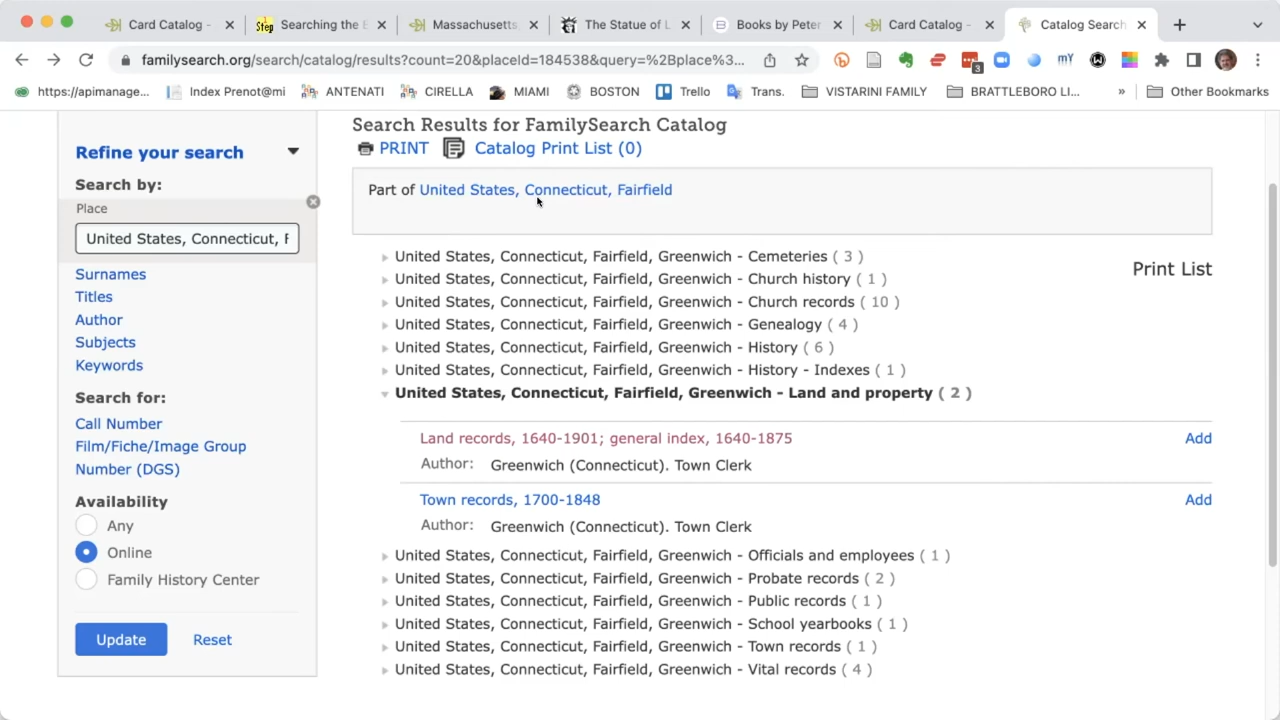 Card Catalog -
Searching the E
Massachusetts
The Statue of L
Books by Peter
Card Catalog -
Catalog Search
familysearch.org/search/catalog/results?count=20&placeId=184538&query=%2Bplace%3...
3
mY
https://apimanage...
Index Prenot@mi
ANTENATI
CIRELLA
MIAMI
BOSTON
Trello
Trans.
VISTARINI FAMILY
BRATTLEBORO LI...
»
Other Bookmarks
Refine your search
Search by:
Place
United States, Connecticut, F
Surnames
Titles
Author
Subjects
Keywords
Search for:
Call Number
Film/Fiche/Image Group
Number (DGS)
Availability
Any
Online
Family History Center
Update
Reset
Search Results for FamilySearch Catalog
PRINT
Catalog Print List (0)
Part of United States, Connecticut, Fairfield
Print List
United States, Connecticut, Fairfield, Greenwich - Cemeteries ( 3 )
United States, Connecticut, Fairfield, Greenwich - Church history ( 1 )
United States, Connecticut, Fairfield, Greenwich - Church records ( 10 )
United States, Connecticut, Fairfield, Greenwich - Genealogy ( 4 )
United States, Connecticut, Fairfield, Greenwich - History ( 6 )
United States, Connecticut, Fairfield, Greenwich - History - Indexes ( 1 )
United States, Connecticut, Fairfield, Greenwich - Land and property ( 2 )
Land records, 1640-1901; general index, 1640-1875
Add
Author: Greenwich (Connecticut). Town Clerk
Town records, 1700-1848
Add
Author: Greenwich (Connecticut). Town Clerk
United States, Connecticut, Fairfield, Greenwich - Officials and employees ( 1 )
United States, Connecticut, Fairfield, Greenwich - Probate records ( 2 )
United States, Connecticut, Fairfield, Greenwich - Public records ( 1 )
United States, Connecticut, Fairfield, Greenwich - School yearbooks ( 1 )
United States, Connecticut, Fairfield, Greenwich - Town records ( 1 )
United States, Connecticut, Fairfield, Greenwich - Vital records ( 4 )